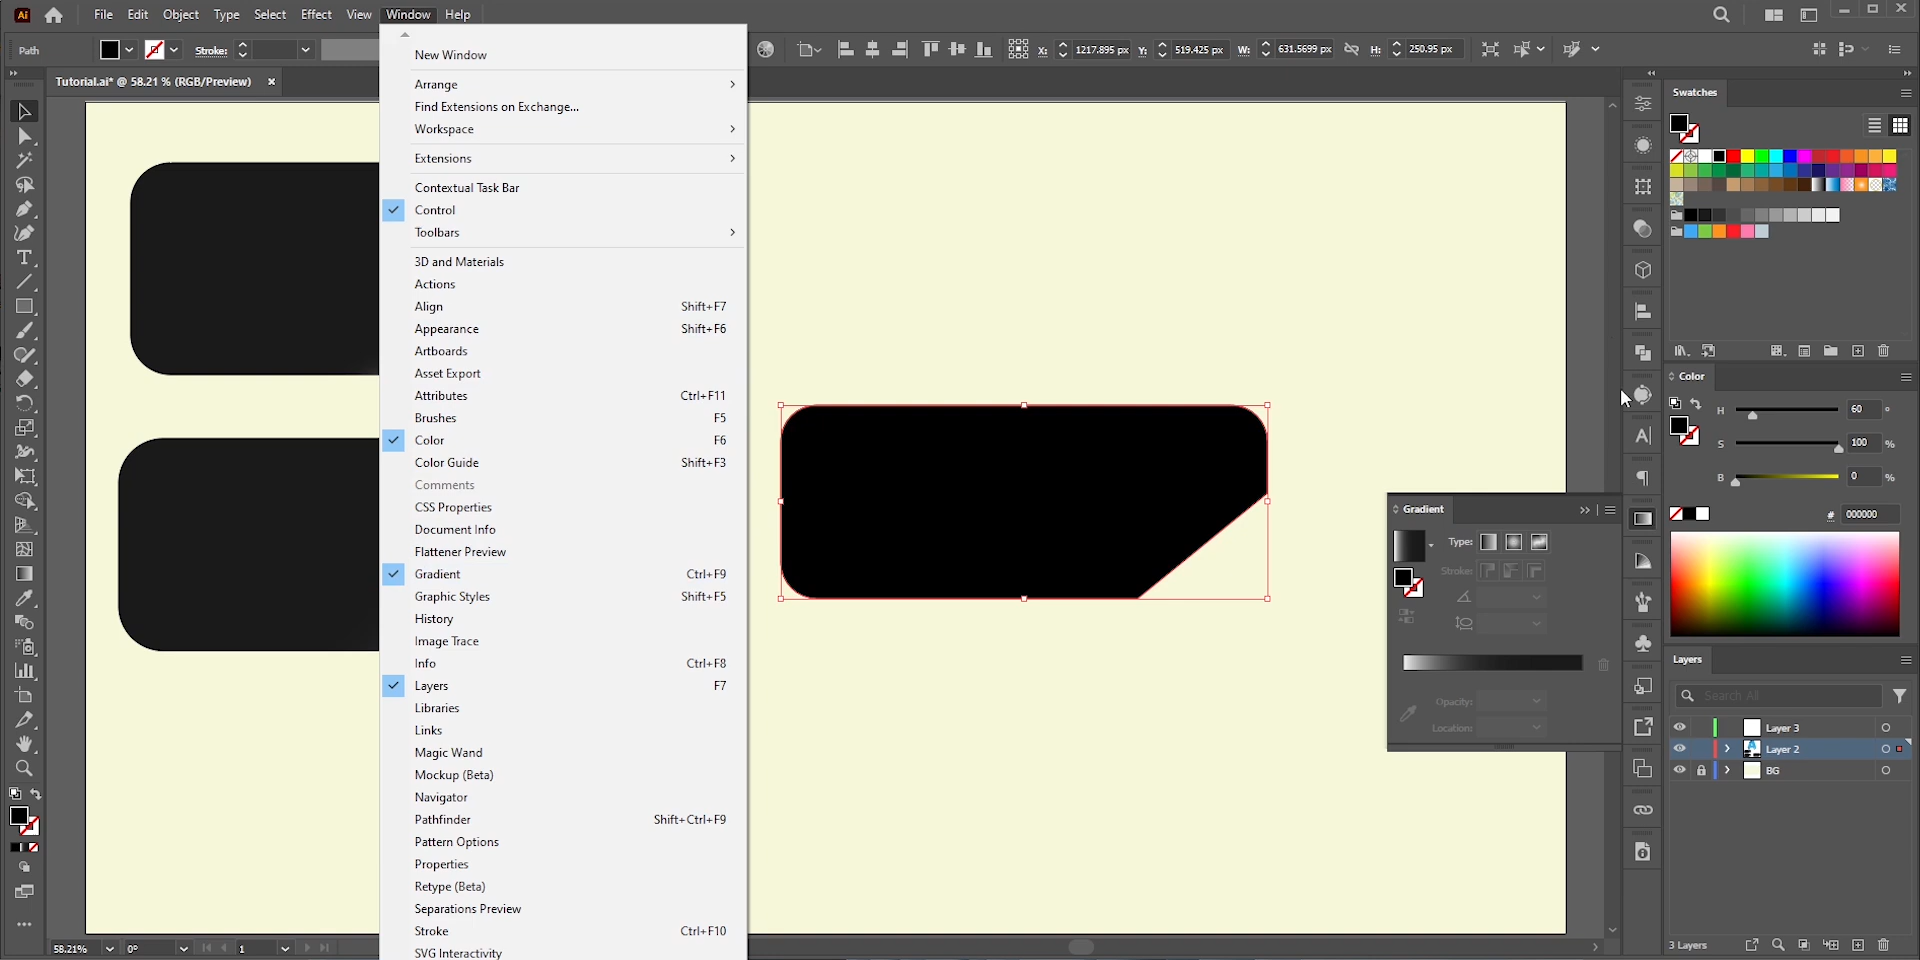 Ai File Edit Object Type Select Effect View Window Help
Path Stroke: X: 1217.895 px Y: 519.425 px W: 631.5699 px H: 250.95 px
Tutorial.ai* @ 58.21 % (RGB/Preview)
New Window
Arrange
Find Extensions on Exchange...
Workspace
Extensions
Contextual Task Bar
Control
Toolbars
3D and Materials
Actions
Align Shift+F7
Appearance Shift+F6
Artboards
Asset Export
Attributes Ctrl+F11
Brushes F5
Color F6
Color Guide Shift+F3
Comments
CSS Properties
Document Info
Flattener Preview
Gradient Ctrl+F9
Graphic Styles Shift+F5
History
Image Trace
Info Ctrl+F8
Layers F7
Libraries
Links
Magic Wand
Mockup (Beta)
Navigator
Pathfinder Shift+Ctrl+F9
Pattern Options
Properties
Retype (Beta)
Separations Preview
Stroke Ctrl+F10
SVG Interactivity
Gradient
Type:
Stroke:
Opacity:
Location:
Swatches
Color
H 60 °
S 100 %
B 0 %
# 000000
Layers
Search All
Layer 3
Layer 2
BG
3 Layers
58.21% 0° 1